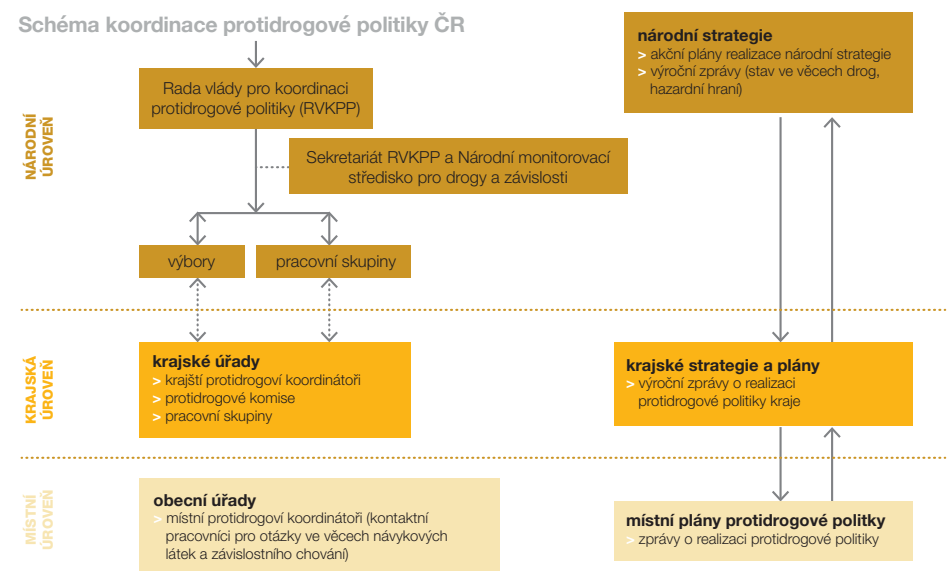 Schéma koordinace protidrogové politiky ČR
NÁRODNÍ
ÚROVEŇ
Rada vlády pro koordinaci
protidrogové politiky (RVKPP)
Sekretariát RVKPP a Národní monitorovací
středisko pro drogy a závislosti
výbory
pracovní skupiny
národní strategie
> akční plány realizace národní strategie
> výroční zprávy (stav ve věcech drog,
hazardní hraní)
KRAJSKÁ
ÚROVEŇ
krajské úřady
> krajští protidrogoví koordinátoři
> protidrogové komise
> pracovní skupiny
krajské strategie a plány
> výroční zprávy o realizaci
protidrogové politiky kraje
MÍSTNÍ
ÚROVEŇ
obecní úřady
> místní protidrogoví koordinátoři (kontaktní
pracovníci pro otázky ve věcech návykových
látek a závislostního chování)
místní plány protidrogové politky
> zprávy o realizaci protidrogové politiky